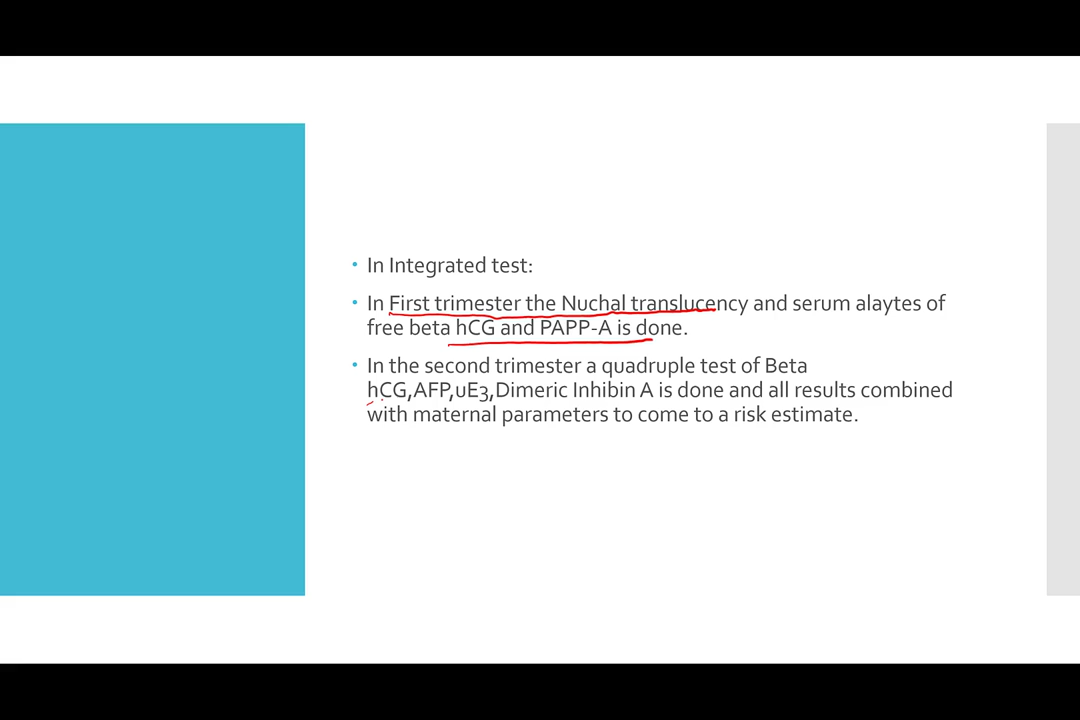 • In Integrated test:
• In First trimester the Nuchal translucency and serum alaytes of
free beta hCG and PAPP-A is done.
• In the second trimester a quadruple test of Beta
hCG,AFP,uE3,Dimeric Inhibin A is done and all results combined
with maternal parameters to come to a risk estimate.